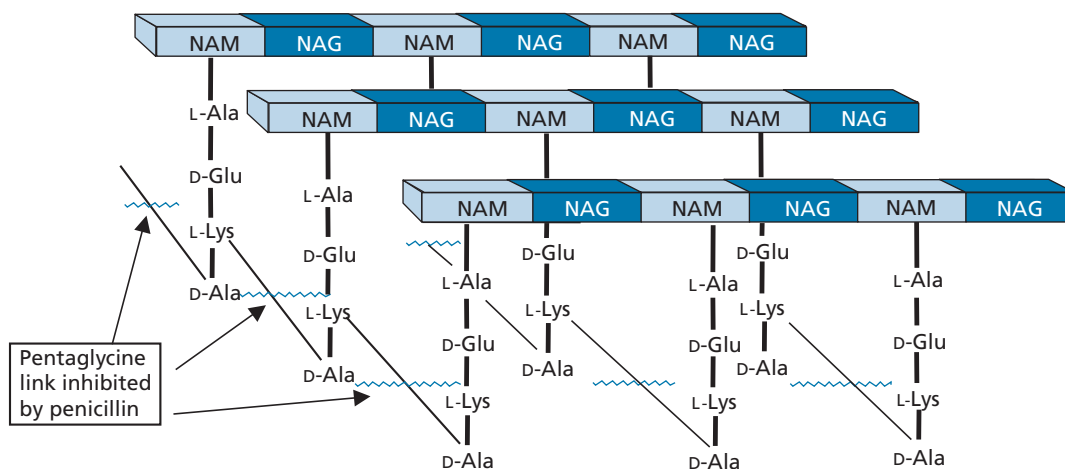 NAM NAG NAM NAG NAM NAG
NAM NAG NAM NAG NAM NAG
NAM NAG NAM NAG NAM NAG
L-Ala
D-Glu
L-Lys
D-Ala
L-Ala
D-Glu
L-Lys
D-Ala
L-Ala
D-Glu
L-Lys
D-Ala
D-Glu
L-Lys
D-Ala
L-Ala
D-Glu
L-Lys
D-Ala
D-Glu
L-Lys
D-Ala
L-Ala
D-Glu
L-Lys
D-Ala
Pentaglycine
link inhibited
by penicillin